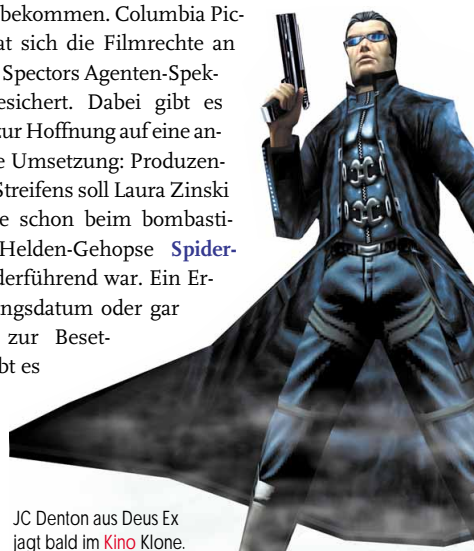 bekommen. Columbia Pic-
at sich die Filmrechte an
Spectors Agenten-Spek-
esichert. Dabei gibt es
zur Hoffnung auf eine an-
e Umsetzung: Produzen-
Streifens soll Laura Zinski
e schon beim bombasti-
Helden-Gehopse Spider-
derführend war. Ein Er-
ngsdatum oder gar
zur Beset-
bt es
JC Denton aus Deus Ex
jagt bald im Kino Klone.